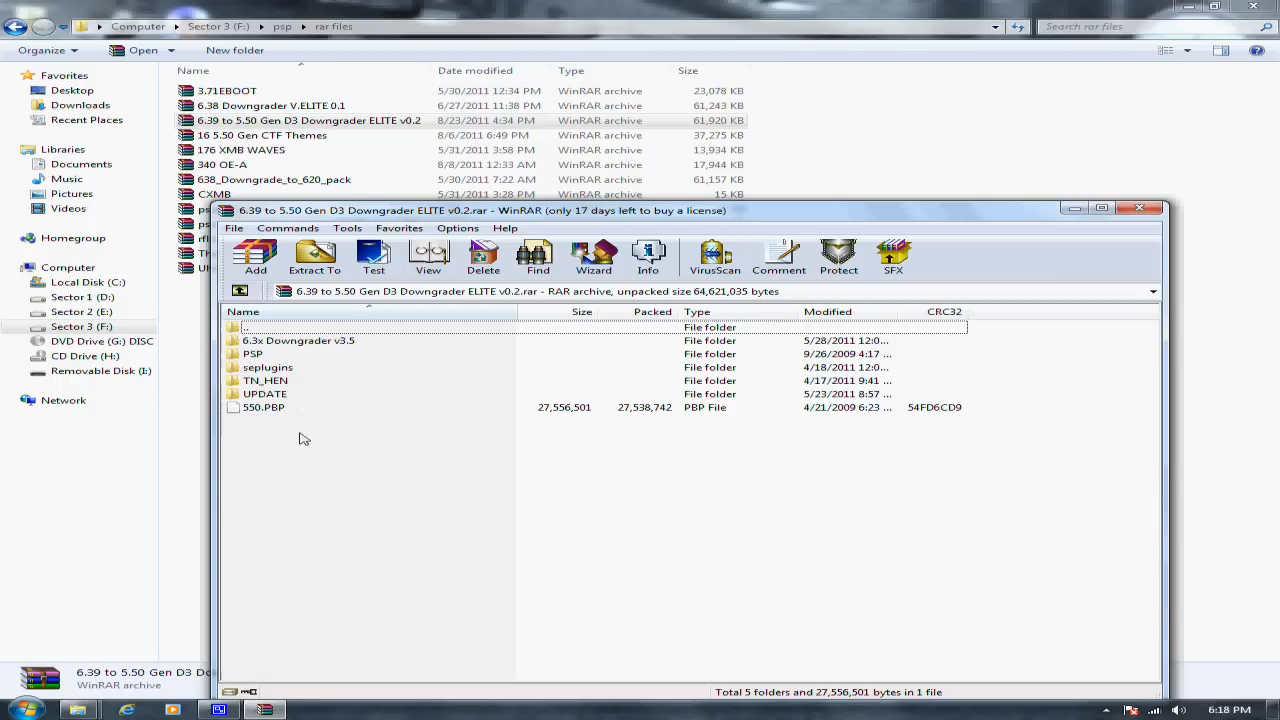 Computer Sector 3 (F:) psp rar files Search rar files
Organize Open New folder
Favorites
Desktop
Downloads
Recent Places
Libraries
Documents
Music
Pictures
Videos
Homegroup
Computer
Local Disk (C:)
Sector 1 (D:)
Sector 2 (E:)
Sector 3 (F:)
DVD Drive (G:) DISC
CD Drive (H:)
Removable Disk (I:)
Network
Name Date modified Type Size
3.71EBOOT 5/30/2011 12:34 PM WinRAR archive 23,078 KB
6.38 Downgrader V.ELITE 0.1 6/27/2011 11:38 PM WinRAR archive 61,243 KB
6.39 to 5.50 Gen D3 Downgrader ELITE v0.2 8/23/2011 4:34 PM WinRAR archive 61,920 KB
16 5.50 Gen CTF Themes 8/6/2011 6:49 PM WinRAR archive 37,275 KB
176 XMB WAVES 5/31/2011 3:58 PM WinRAR archive 13,934 KB
340 OE-A 8/8/2011 12:33 AM WinRAR archive 17,944 KB
638_Downgrade_to_620_pack 5/30/2011 7:22 AM WinRAR archive 61,157 KB
CXMB 5/31/2011 3:28 PM WinRAR archive 15 KB
6.39 to 5.50 Gen D3 Downgrader ELITE v0.2.rar - WinRAR (only 17 days left to buy a license)
File Commands Tools Favorites Options Help
Add Extract To Test View Delete Find Wizard Info VirusScan Comment Protect SFX
6.39 to 5.50 Gen D3 Downgrader ELITE v0.2.rar - RAR archive, unpacked size 64,621,035 bytes
Name Size Packed Type Modified CRC32
.. File folder
6.3x Downgrader v3.5 File folder 5/28/2011 12:0...
PSP File folder 9/26/2009 4:17 ...
seplugins File folder 4/18/2011 12:0...
TN_HEN File folder 4/17/2011 9:41 ...
UPDATE File folder 5/23/2011 8:57 ...
550.PBP 27,556,501 27,538,742 PBP File 4/21/2009 6:23 ... 54FD6CD9
Total 5 folders and 27,556,501 bytes in 1 file
6.39 to 5.50 Gen D3 Do
WinRAR archive
6:18 PM